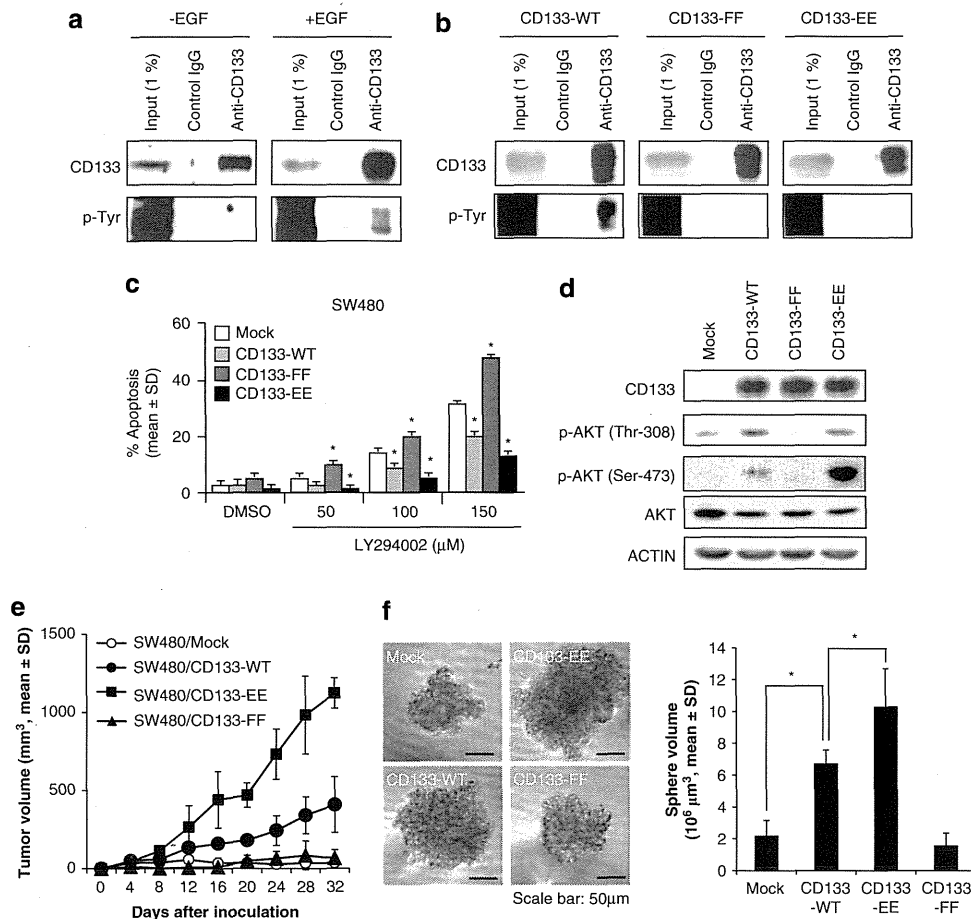 a
-EGF
+EGF
Input (1 %)
Control IgG
Anti-CD133
Input (1 %)
Control IgG
Anti-CD133
CD133
p-Tyr
b
CD133-WT
CD133-FF
CD133-EE
Input (1 %)
Control IgG
Anti-CD133
Input (1 %)
Control IgG
Anti-CD133
Input (1 %)
Control IgG
Anti-CD133
CD133
p-Tyr
c
SW480
% Apoptosis
(mean ± SD)
60
40
20
0
Mock
CD133-WT
CD133-FF
CD133-EE
*
*
*
*
*
*
*
*
DMSO
50
100
150
LY294002 (μM)
d
Mock
CD133-WT
CD133-FF
CD133-EE
CD133
p-AKT (Thr-308)
p-AKT (Ser-473)
AKT
ACTIN
e
Tumor volume (mm³, mean ± SD)
1500
1000
500
0
SW480/Mock
SW480/CD133-WT
SW480/CD133-EE
SW480/CD133-FF
0 4 8 12 16 20 24 28 32
Days after inoculation
f
Mock
CD133-EE
CD133-WT
CD133-FF
Scale bar: 50μm
Sphere volume
(10⁶ μm³, mean ± SD)
14
12
10
8
6
4
2
0
*
*
Mock CD133 CD133 CD133
-WT -EE -FF